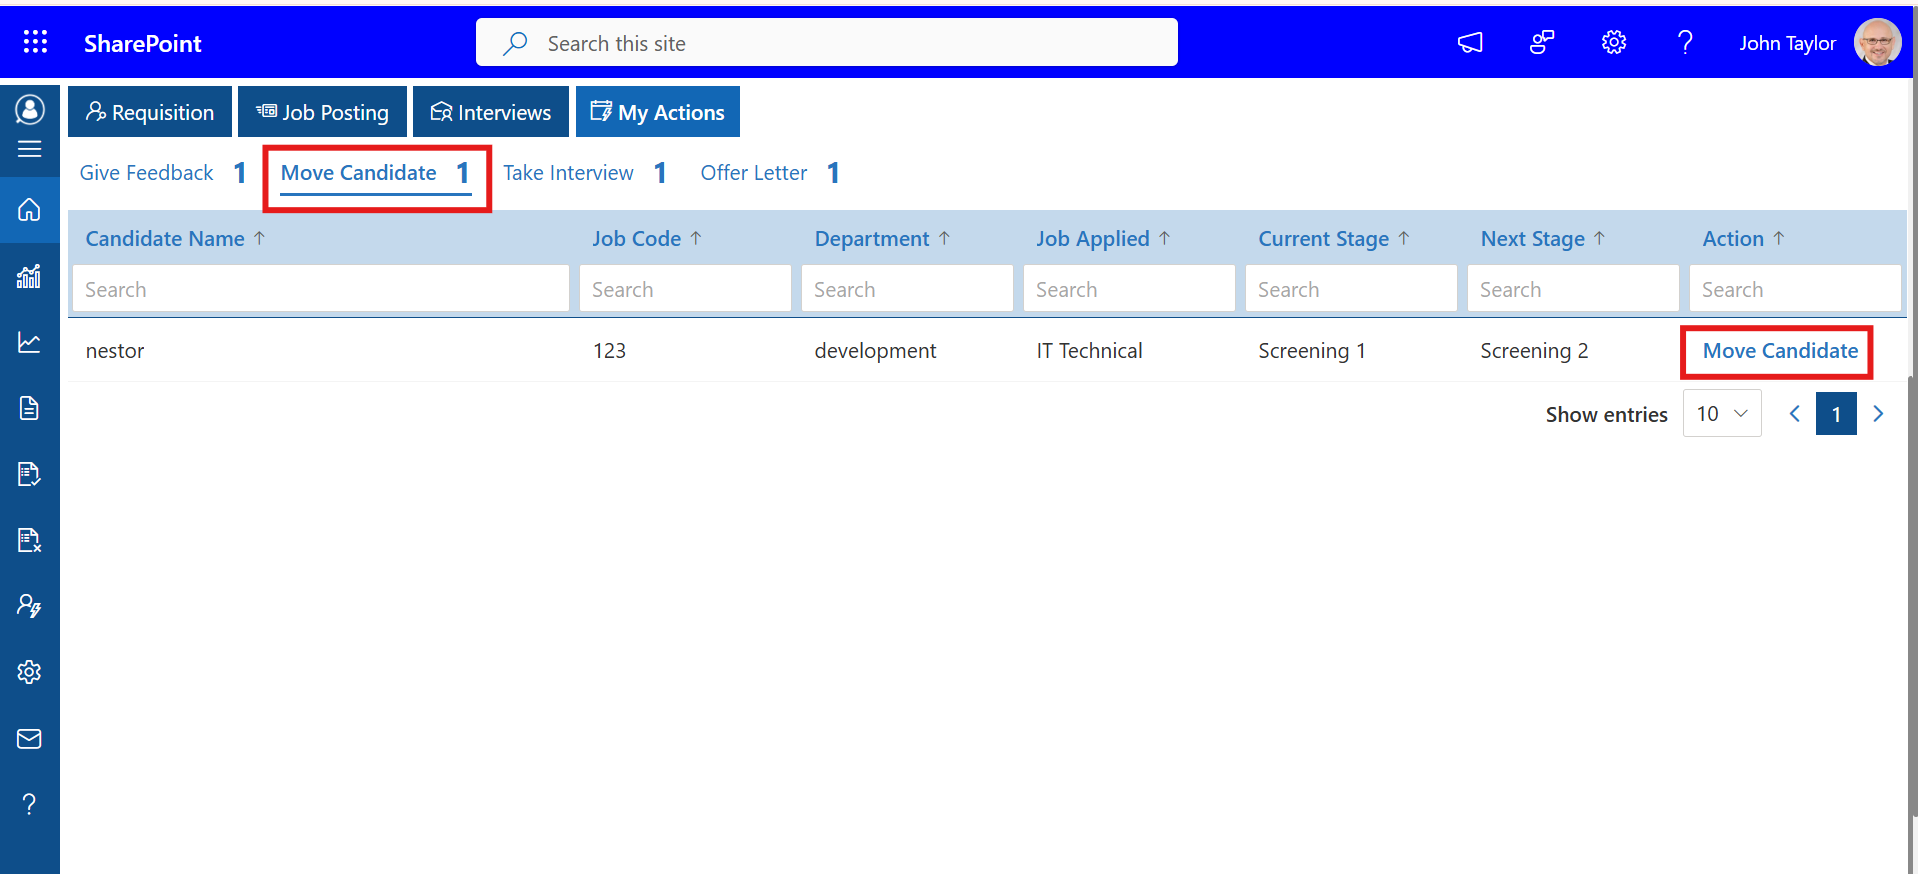 SharePoint
Search this site
?
John Taylor
Requisition
Job Posting
Interviews
My Actions
Give Feedback 1
Move Candidate 1
Take Interview 1
Offer Letter 1
Candidate Name ↑ Job Code ↑ Department ↑ Job Applied ↑ Current Stage ↑ Next Stage ↑ Action ↑
Search Search Search Search Search Search Search
nestor 123 development IT Technical Screening 1 Screening 2 Move Candidate
Show entries 10 1
?